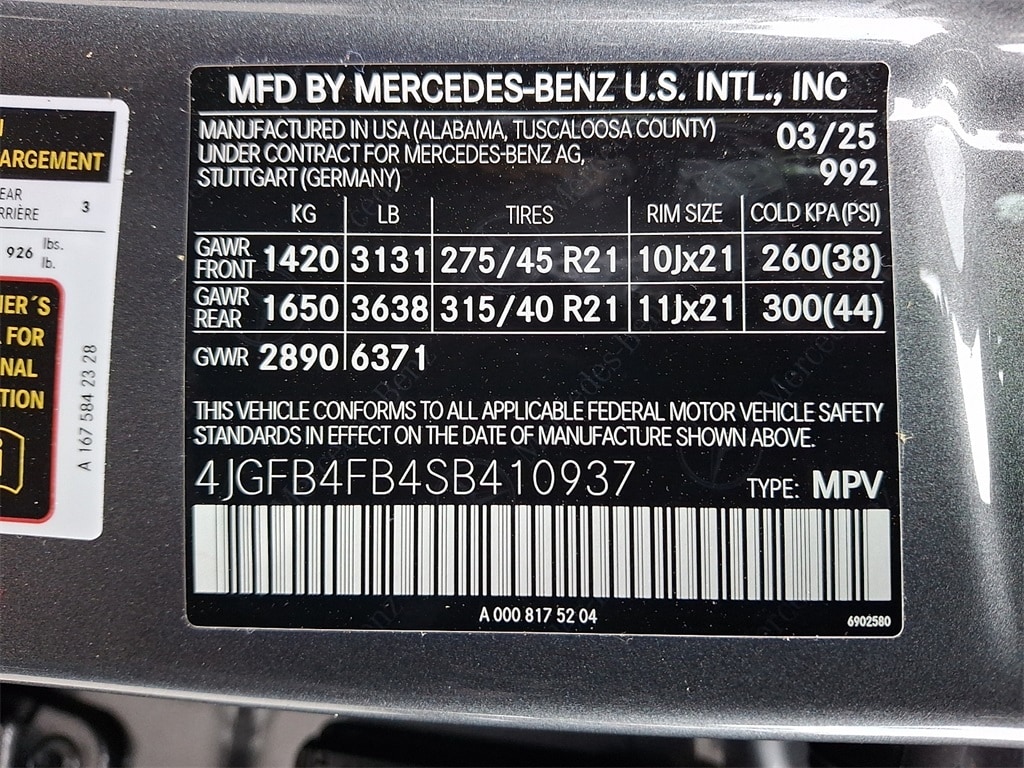 MFD BY MERCEDES-BENZ U.S. INTL., INC
MANUFACTURED IN USA (ALABAMA, TUSCALOOSA COUNTY) 03/25
UNDER CONTRACT FOR MERCEDES-BENZ AG, 992
STUTTGART (GERMANY)
KG LB TIRES RIM SIZE COLD KPA(PSI)
GAWR FRONT 1420 3131 275/45 R21 10Jx21 260(38)
GAWR REAR 1650 3638 315/40 R21 11Jx21 300(44)
GVWR 2890 6371
THIS VEHICLE CONFORMS TO ALL APPLICABLE FEDERAL MOTOR VEHICLE SAFETY
STANDARDS IN EFFECT ON THE DATE OF MANUFACTURE SHOWN ABOVE.
4JGFB4FB4SB410937 TYPE: MPV
A 000 817 52 04
6902580
ARGEMENT
EAR
RRIÈRE 3
926 lbs.
lb.
ER´S
FOR
NAL
TION
A 167 584 23 28